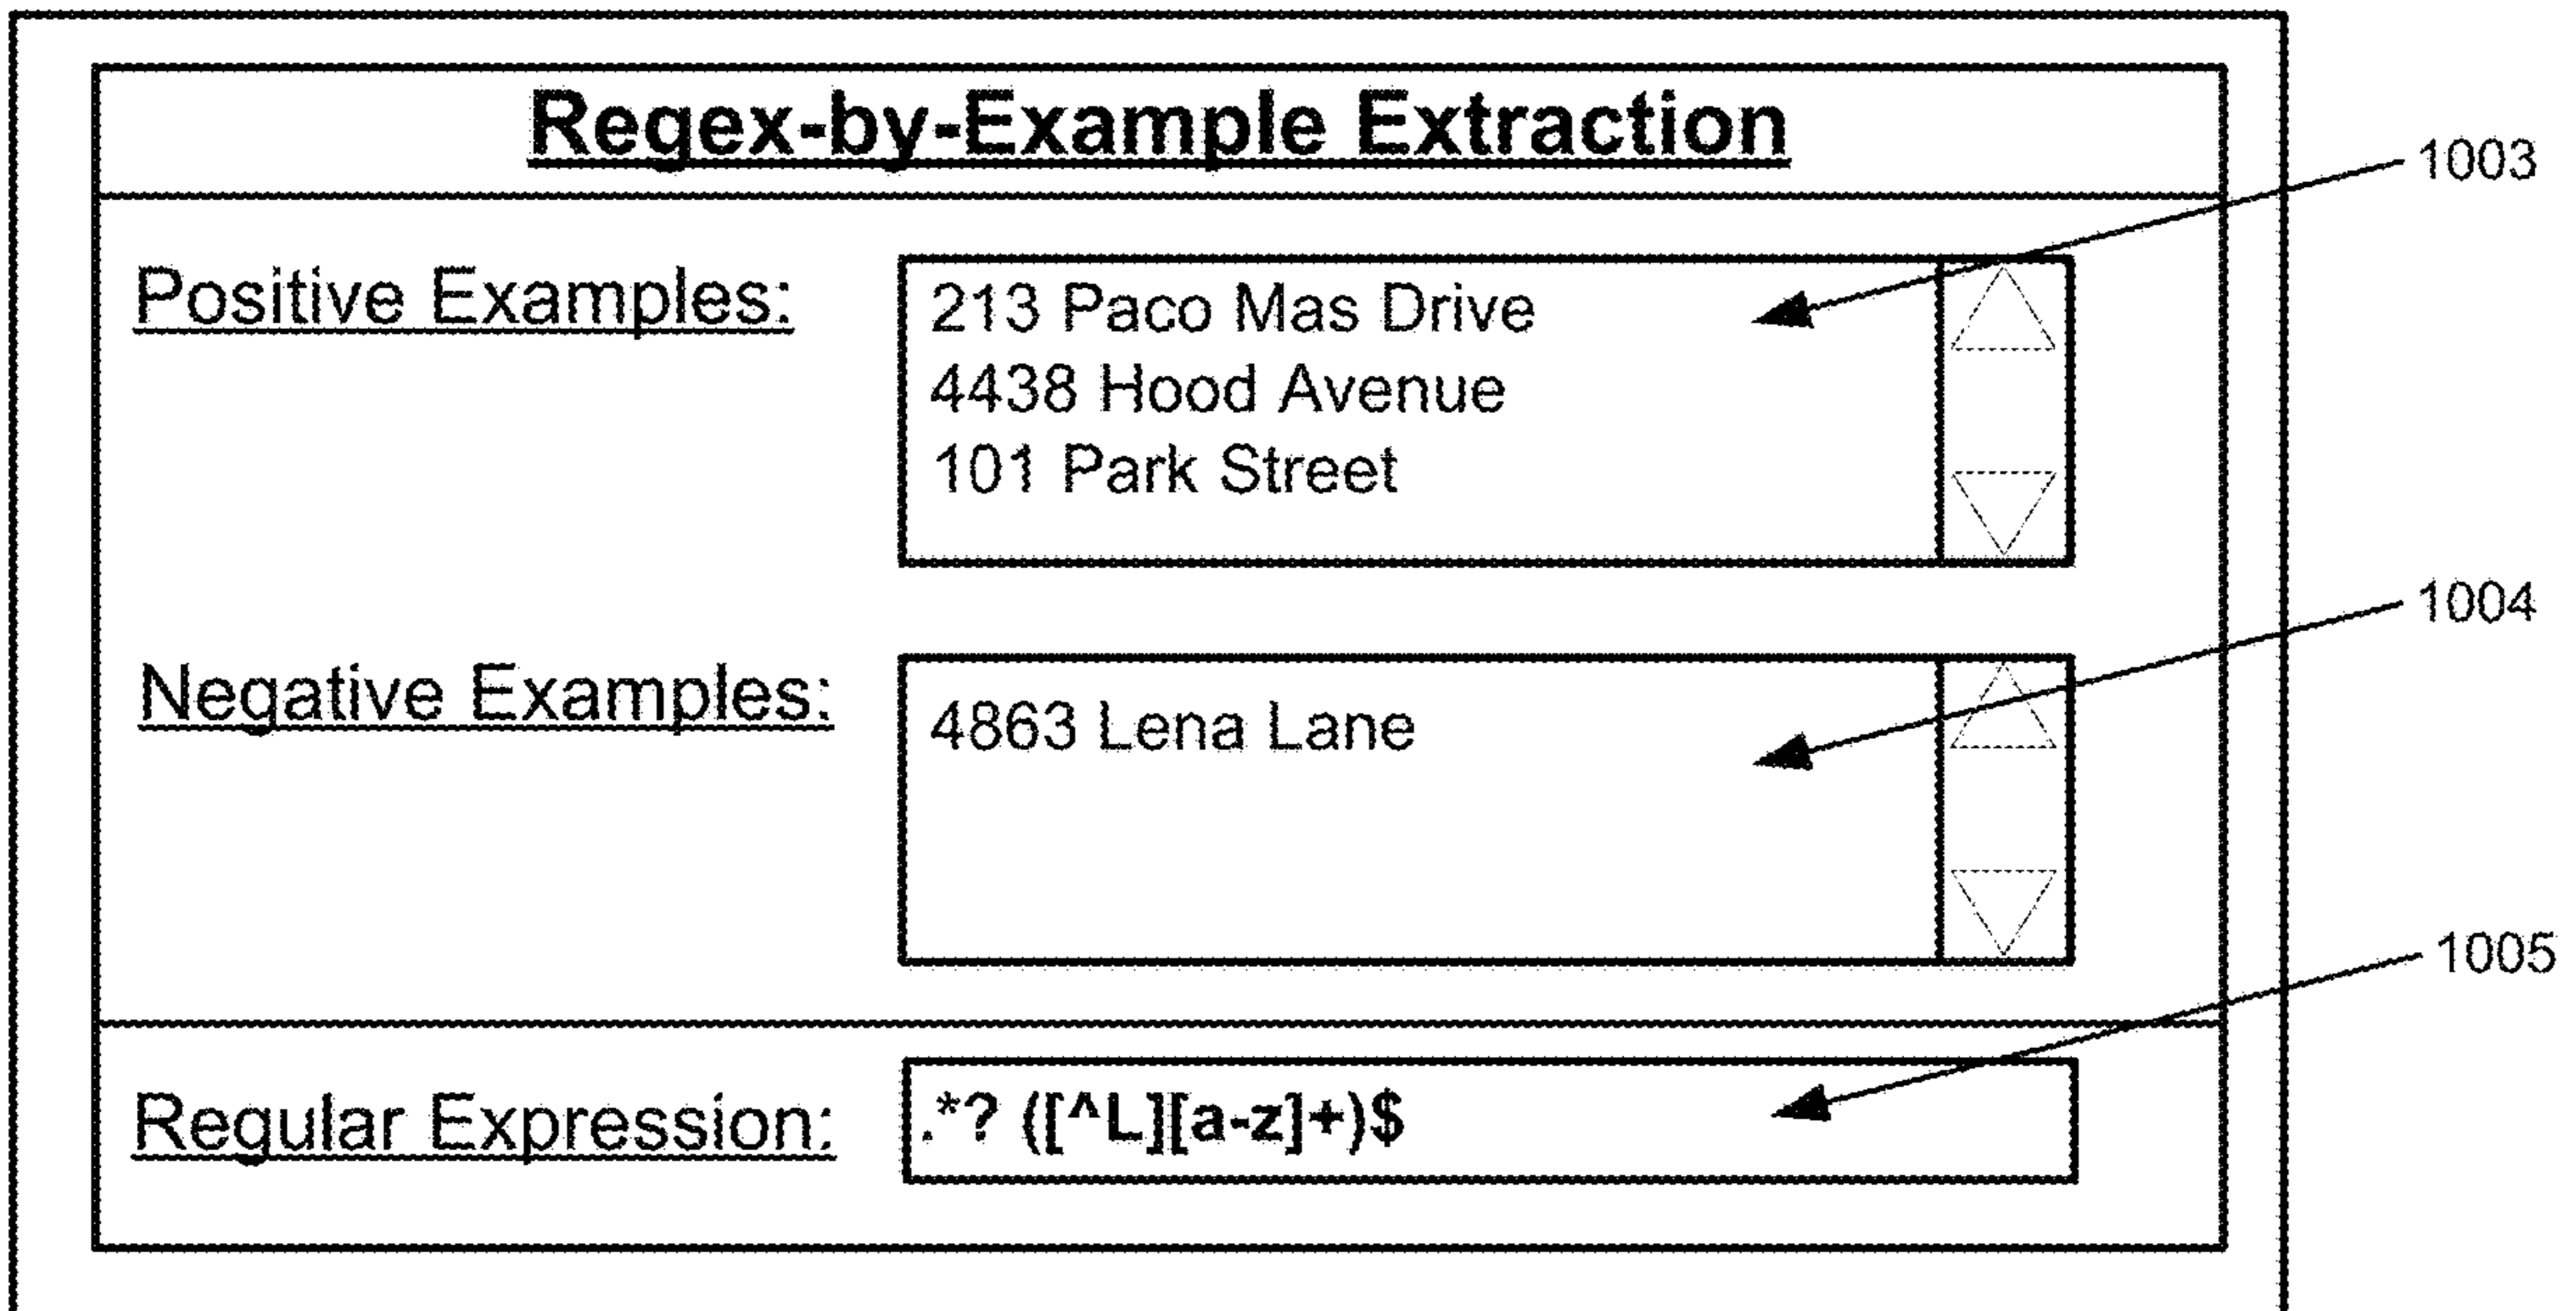 Regex-by-Example Extraction
1003
Positive Examples:
213 Paco Mas Drive
4438 Hood Avenue
101 Park Street
1004
Negative Examples:
4863 Lena Lane
1005
Regular Expression:
.*? ([^L][a-z]+)$